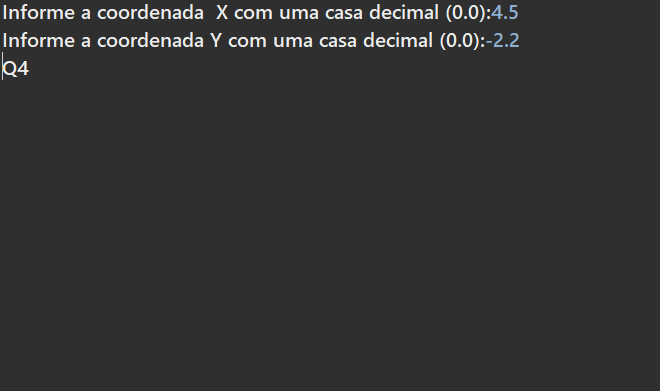 Informe a coordenada  X com uma casa decimal (0.0):4.5
Informe a coordenada Y com uma casa decimal (0.0):-2.2
Q4